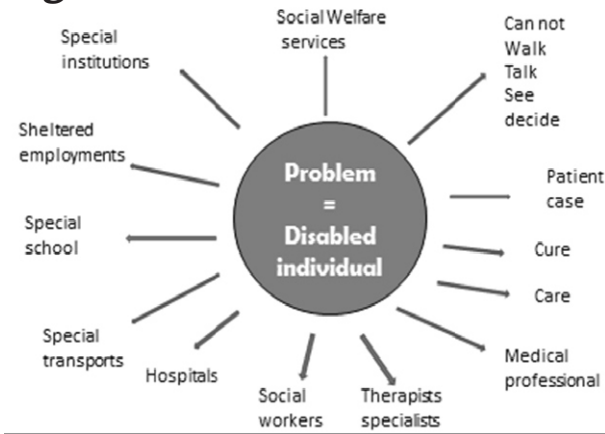 Social Welfare
services
Special
institutions
Can not
Walk
Talk
See
decide
Sheltered
employments
Problem
=
Disabled
individual
Patient
case
Special
school
Cure
Care
Special
transports
Hospitals
Medical
professional
Social
workers
Therapists
specialists